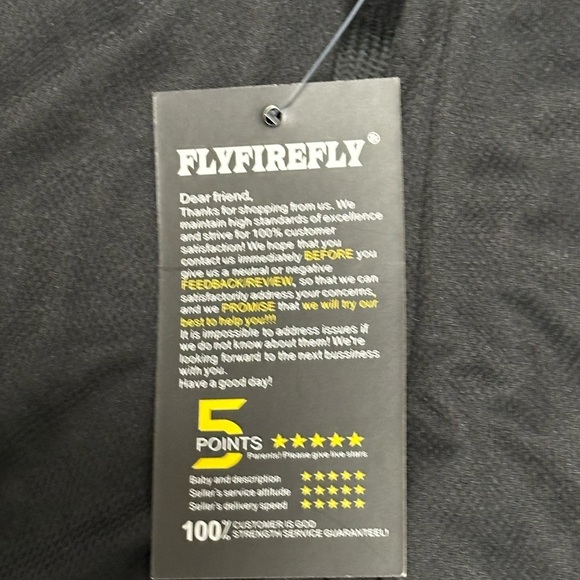 FLYFIREFLY®
Dear friend,
Thanks for shopping from us. We
maintain high standards of excellence
and strive for 100% customer
satisfaction! We hope that you
contact us immediately BEFORE you
give us a neutral or negative
FEEDBACK/REVIEW, so that we can
satisfactorily address your concerns,
and we PROMISE that we will try our
best to help you!!!
It is impossible to address issues if
we do not know about them! We're
looking forward to the next bussiness
with you.
Have a good day!
5
POINTS ★★★★★
Parents! Please give five stars
Baby and description ★★★★★
Seller's service attitude ★★★★★
Seller's delivery speed ★★★★★
100% CUSTOMER IS GOD
STRENGTH SERVICE GUARANTEE!